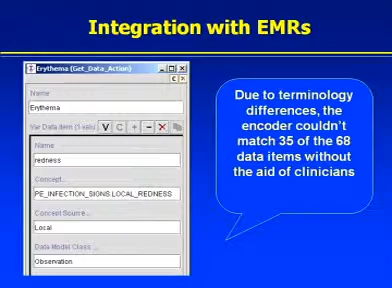 Integration with EMRs
Erythema (Get_Data_Action)
Name
Erythema
Var Data Item (5 valu
V C + −
Name
redness
Concept...
PE_INFECTION_SIGNS.LOCAL_REDNESS
Concept Source...
Local
Data Model Class...
Observation
Due to terminology
differences, the
encoder couldn't
match 35 of the 68
data items without
the aid of clinicians